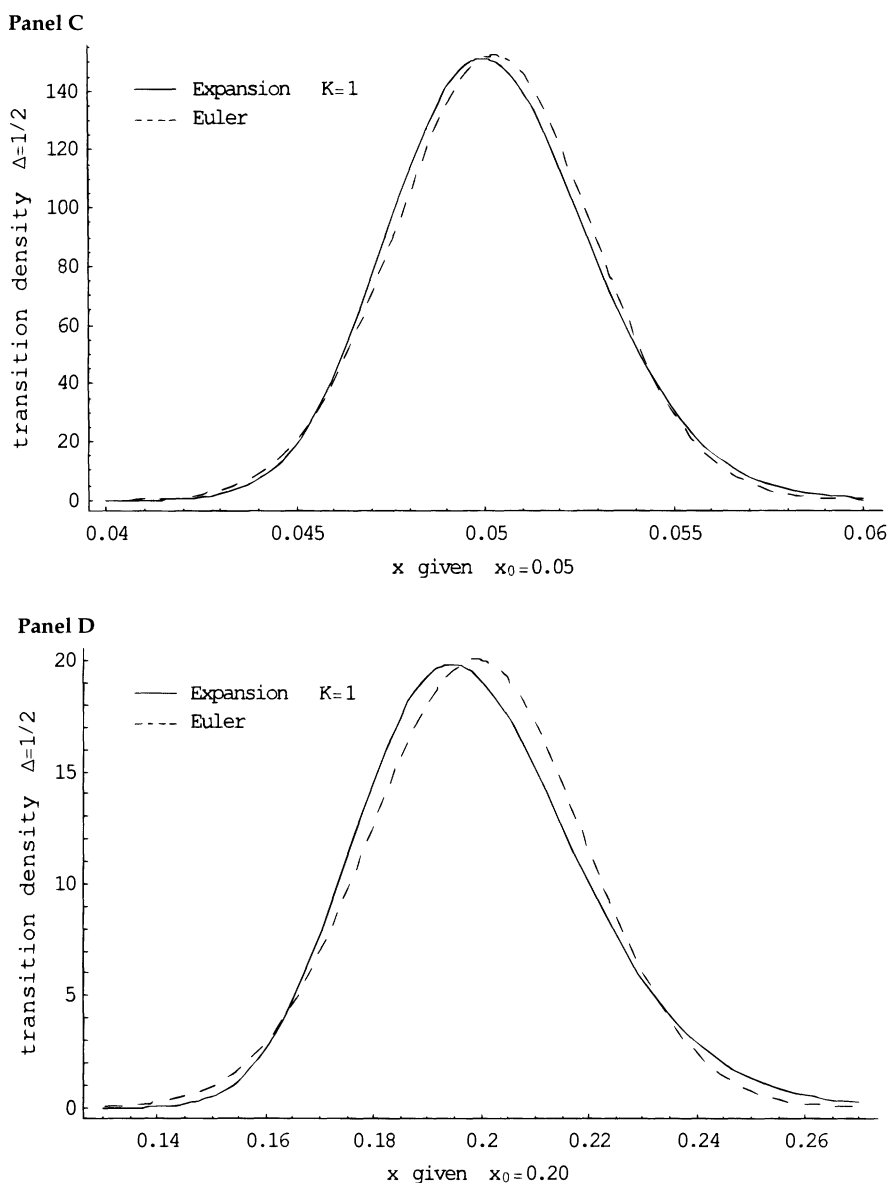 Panel C
transition density Δ=1/2
140
120
100
80
60
40
20
0
Expansion K=1
Euler
0.04 0.045 0.05 0.055 0.06
x given x₀=0.05
Panel D
transition density Δ=1/2
20
15
10
5
0
Expansion K=1
Euler
0.14 0.16 0.18 0.2 0.22 0.24 0.26
x given x₀=0.20